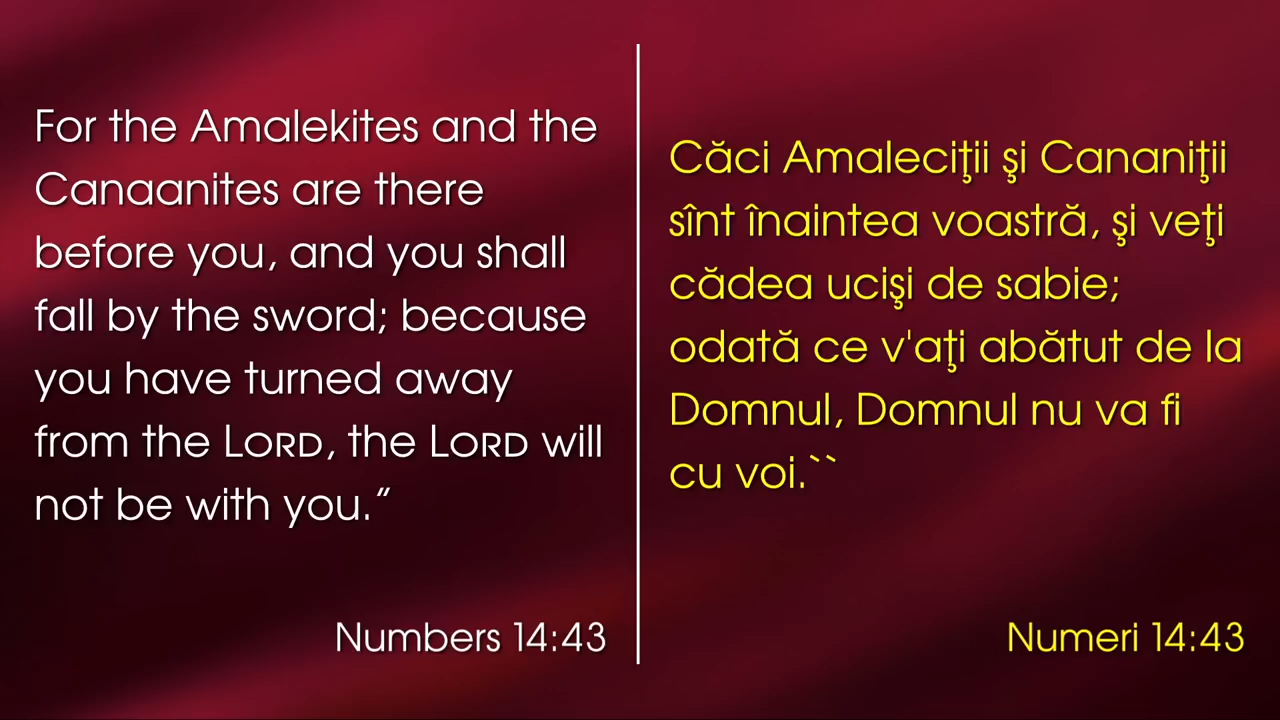 For the Amalekites and the
Canaanites are there
before you, and you shall
fall by the sword; because
you have turned away
from the LORD, the LORD will
not be with you.”
Numbers 14:43
Căci Amaleciţii şi Cananiţii
sînt înaintea voastră, şi veţi
cădea ucişi de sabie;
odată ce v'aţi abătut de la
Domnul, Domnul nu va fi
cu voi.``
Numeri 14:43